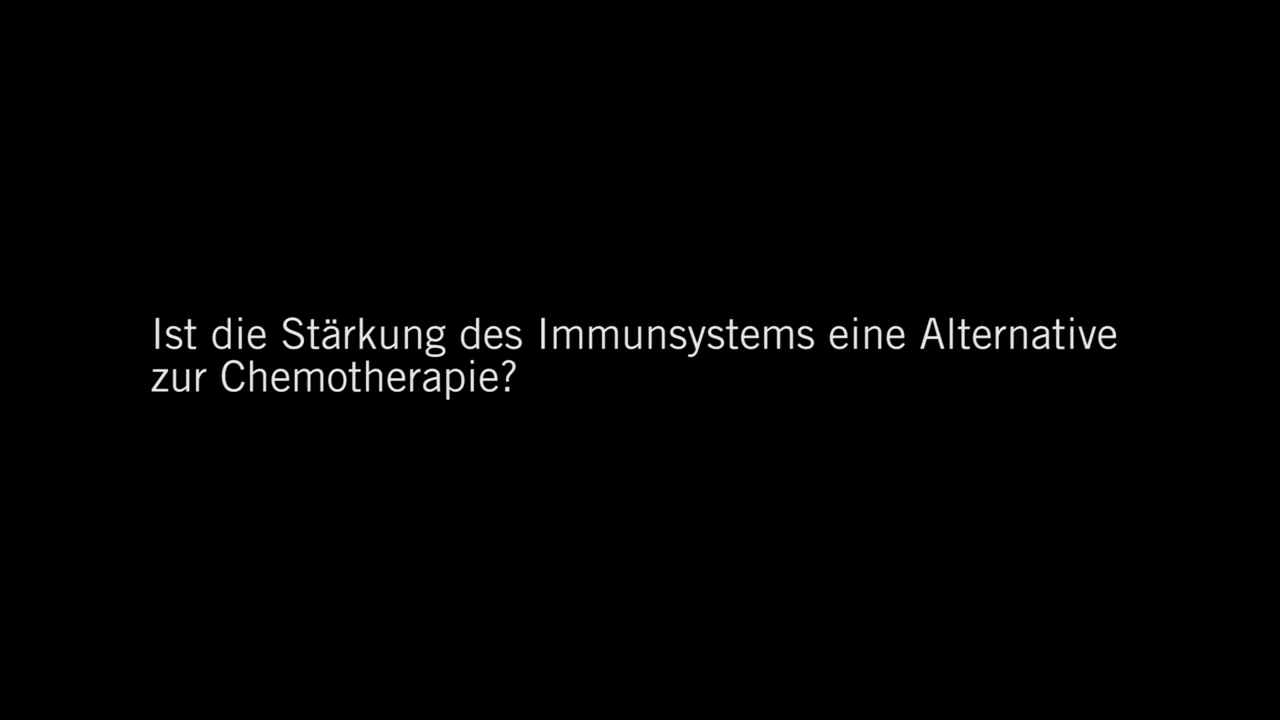 Ist die Stärkung des Immunsystems eine Alternative
zur Chemotherapie?